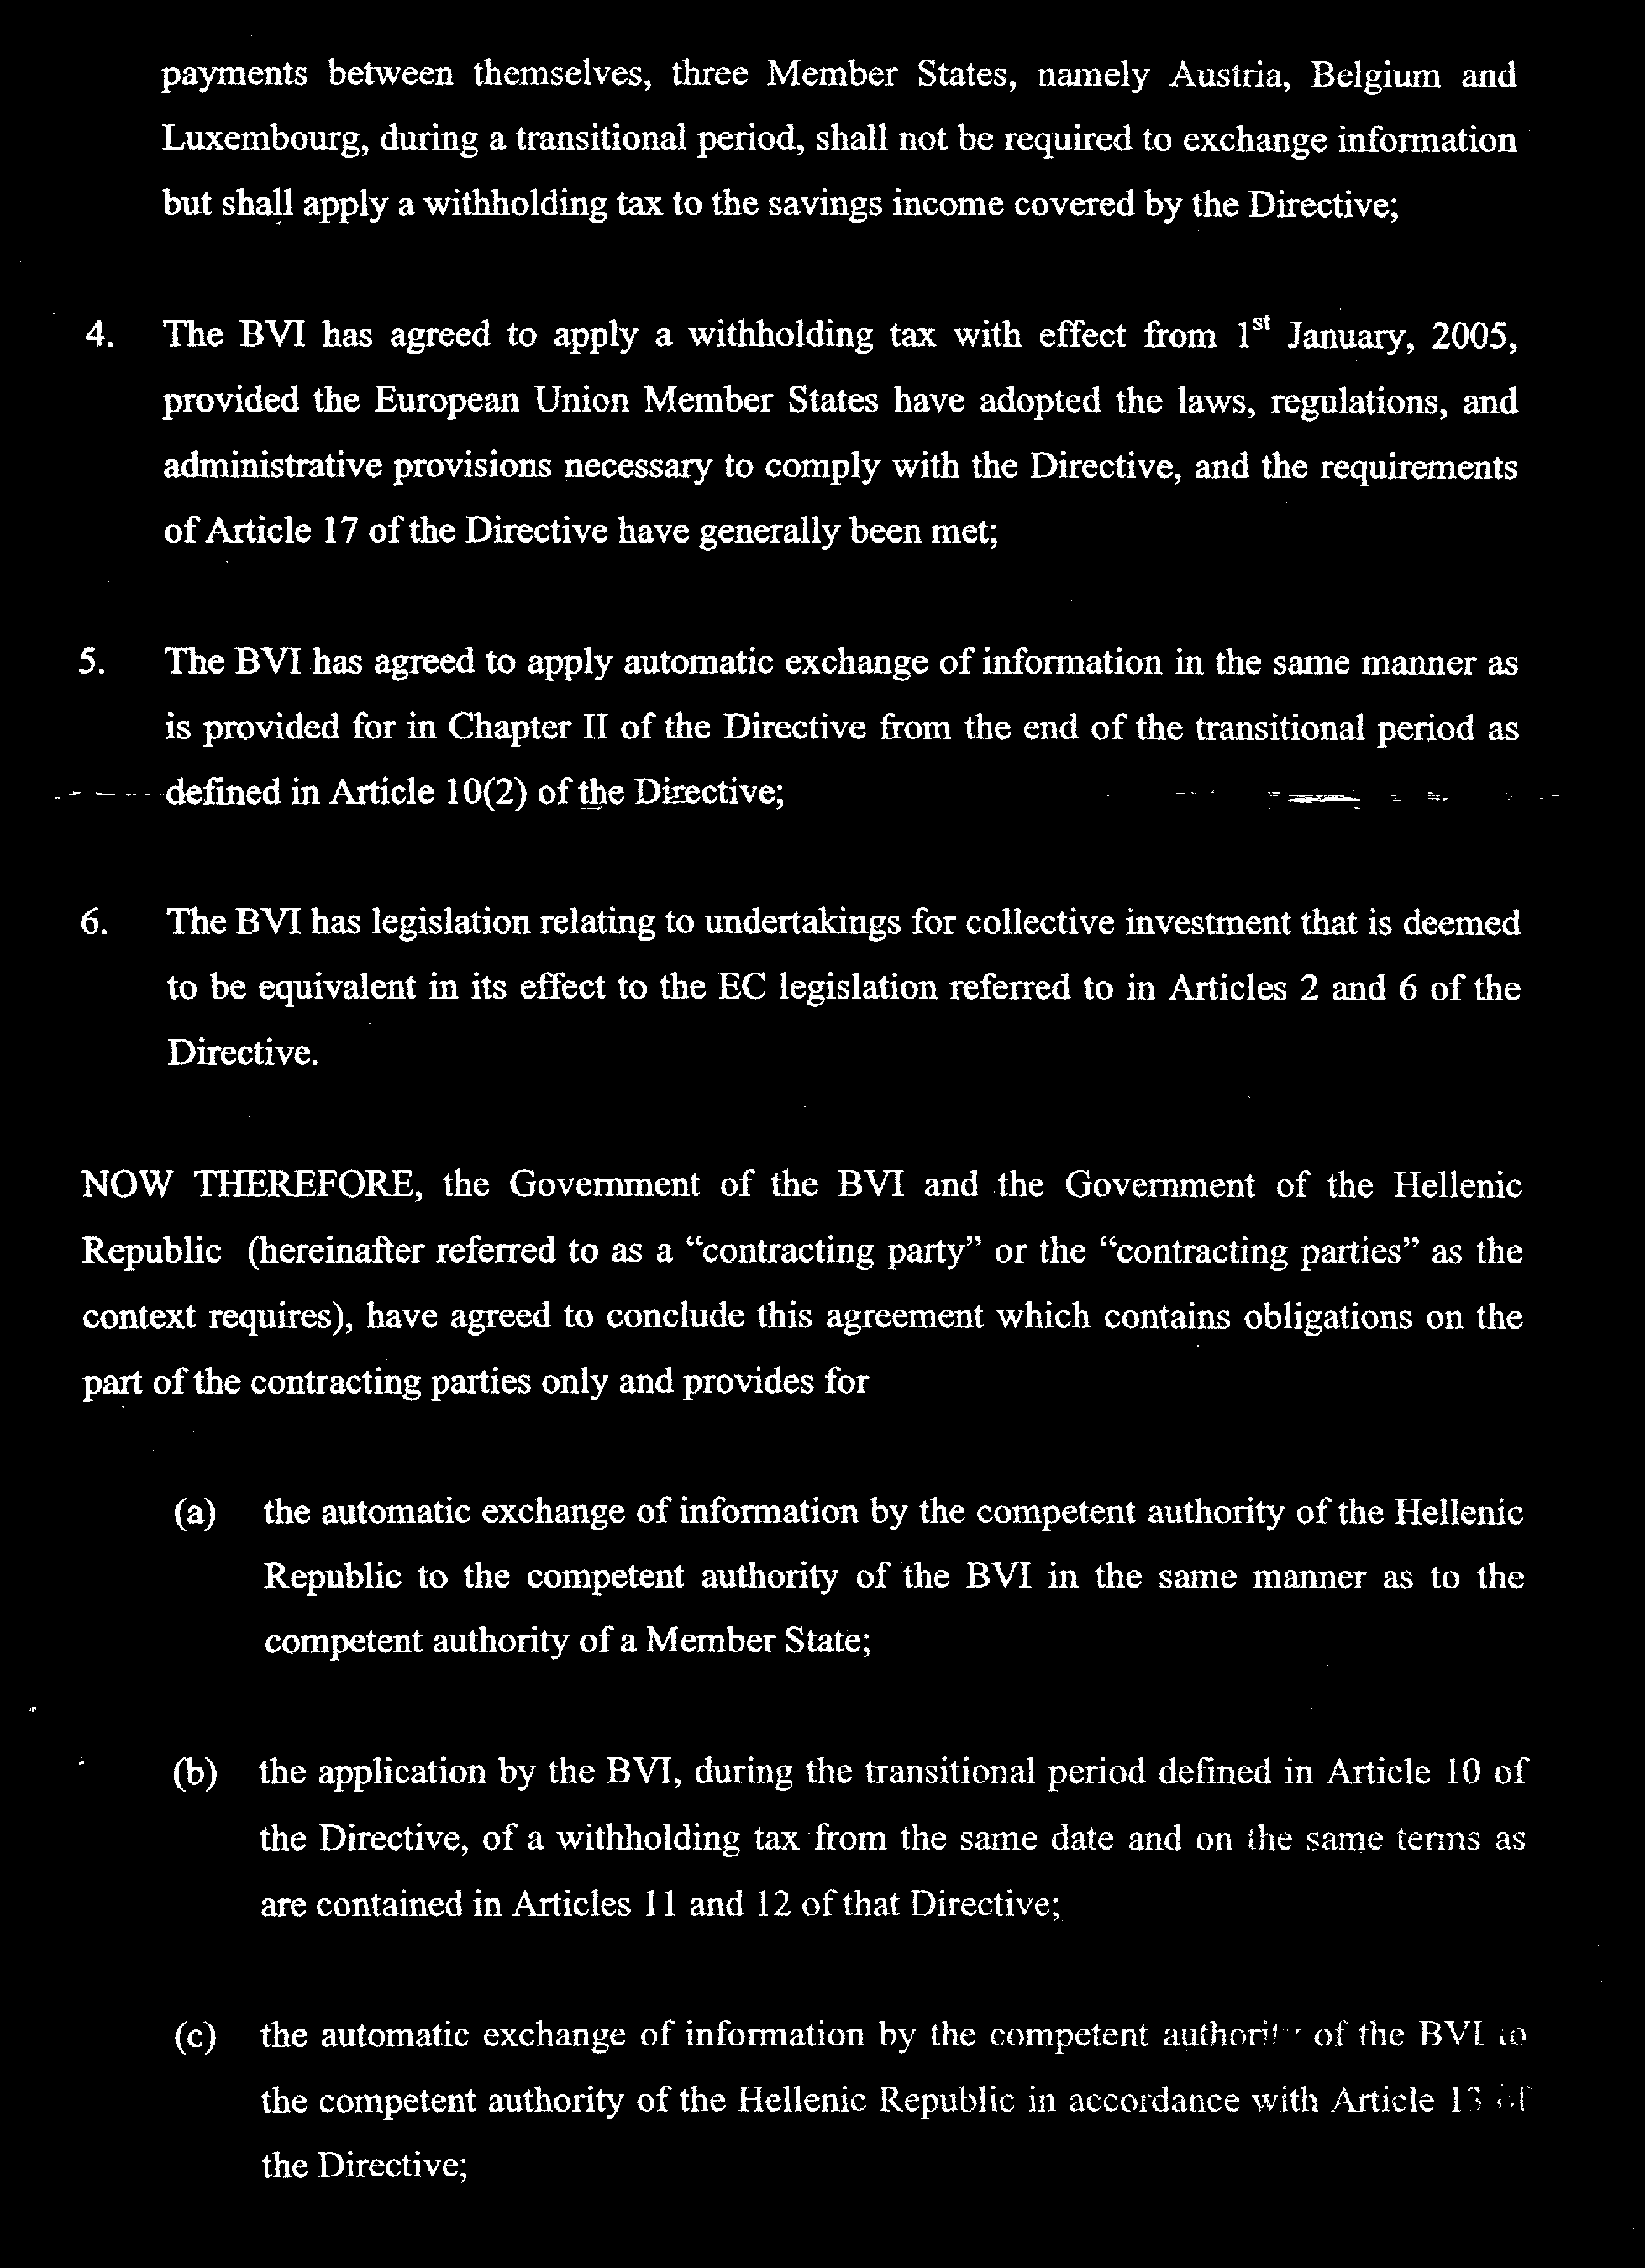 payments between themselves, three Member States, namely Austria, Belgium and
Luxembourg, during a transitional period, shall not be required to exchange information
but shall apply a withholding tax to the savings income covered by the Directive;
4. The BVI has agreed to apply a withholding tax with effect from 1st January, 2005,
provided the European Union Member States have adopted the laws, regulations, and
administrative provisions necessary to comply with the Directive, and the requirements
of Article 17 of the Directive have generally been met;
5. The BVI has agreed to apply automatic exchange of information in the same manner as
is provided for in Chapter II of the Directive from the end of the transitional period as
defined in Article 10(2) of the Directive;
6. The BVI has legislation relating to undertakings for collective investment that is deemed
to be equivalent in its effect to the EC legislation referred to in Articles 2 and 6 of the
Directive.
NOW THEREFORE, the Government of the BVI and the Government of the Hellenic
Republic (hereinafter referred to as a “contracting party” or the “contracting parties” as the
context requires), have agreed to conclude this agreement which contains obligations on the
part of the contracting parties only and provides for
(a) the automatic exchange of information by the competent authority of the Hellenic
Republic to the competent authority of the BVI in the same manner as to the
competent authority of a Member State;
(b) the application by the BVI, during the transitional period defined in Article 10 of
the Directive, of a withholding tax from the same date and on the same terms as
are contained in Articles 11 and 12 of that Directive;
(c) the automatic exchange of information by the competent authority of the BVI to
the competent authority of the Hellenic Republic in accordance with Article 13 of
the Directive;